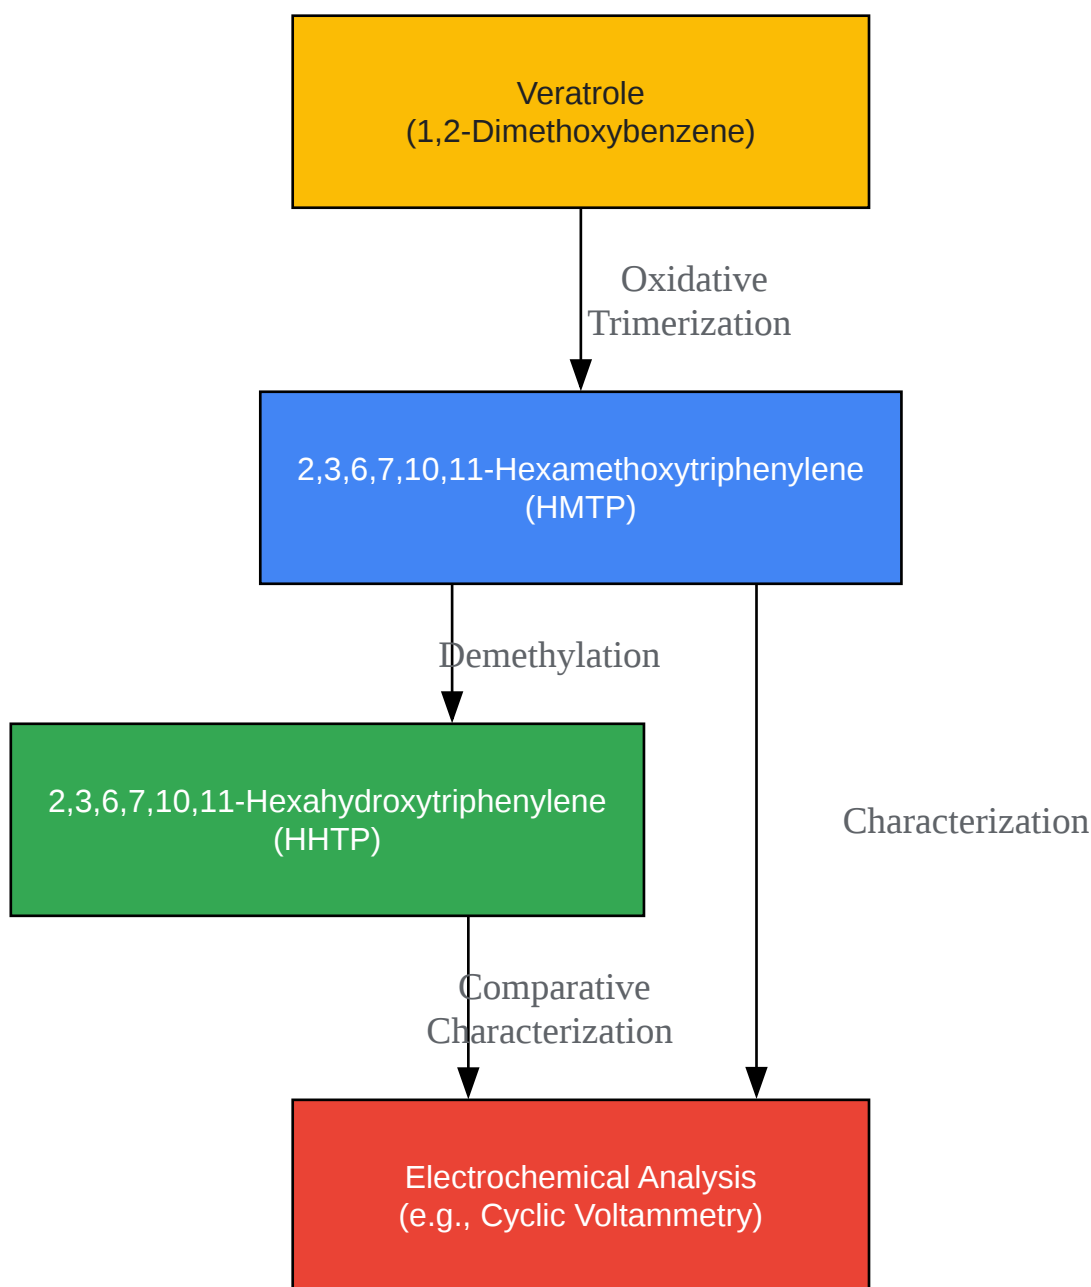 Veratrole
(1,2-Dimethoxybenzene)
Oxidative
Trimerization
2,3,6,7,10,11-Hexamethoxytriphenylene
(HMTP)
Demethylation
2,3,6,7,10,11-Hexahydroxytriphenylene
(HHTP)
Characterization
Comparative
Characterization
Electrochemical Analysis
(e.g., Cyclic Voltammetry)